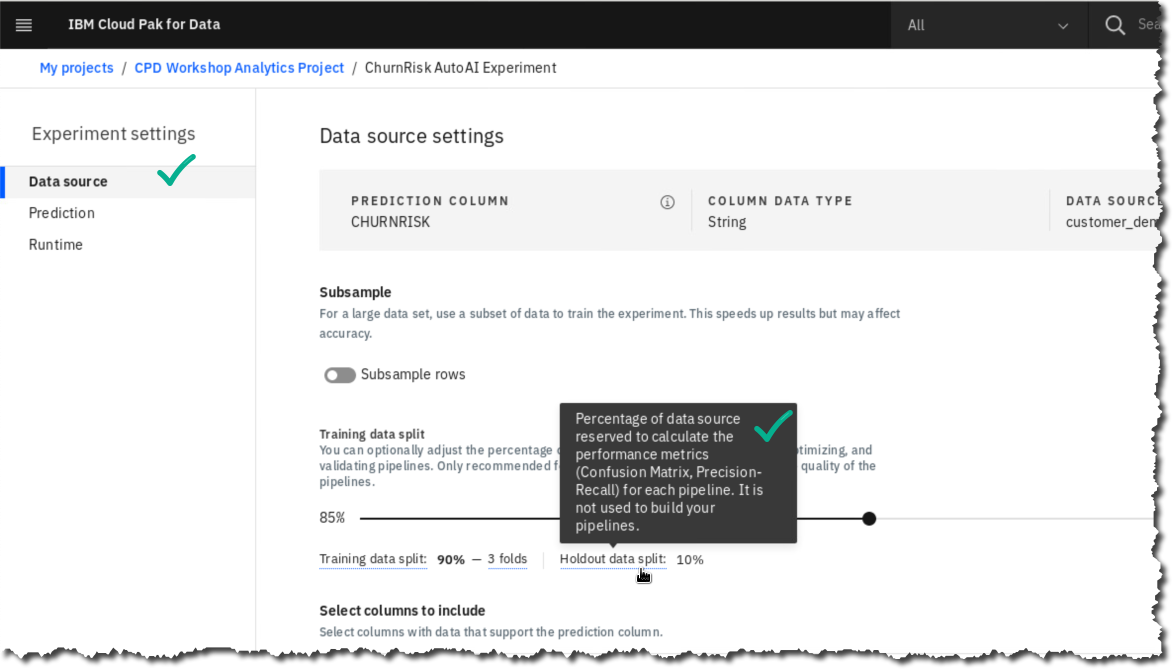 IBM Cloud Pak for Data
All
My projects / CPD Workshop Analytics Project / ChurnRisk AutoAI Experiment
Experiment settings
Data source
Prediction
Runtime
Data source settings
PREDICTION COLUMN
CHURNRISK
COLUMN DATA TYPE
String
DATA SOURC
customer_den
Subsample
For a large data set, use a subset of data to train the experiment. This speeds up results but may affect
accuracy.
Subsample rows
Training data split
You can optionally adjust the percentage
timizing, and
validating pipelines. Only recommended
quality of the
pipelines.
Percentage of data source
reserved to calculate the
performance metrics
(Confusion Matrix, Precision-
Recall) for each pipeline. It is
not used to build your
pipelines.
85%
Training data split: 90% — 3 folds
Holdout data split: 10%
Select columns to include
Select columns with data that support the prediction column.